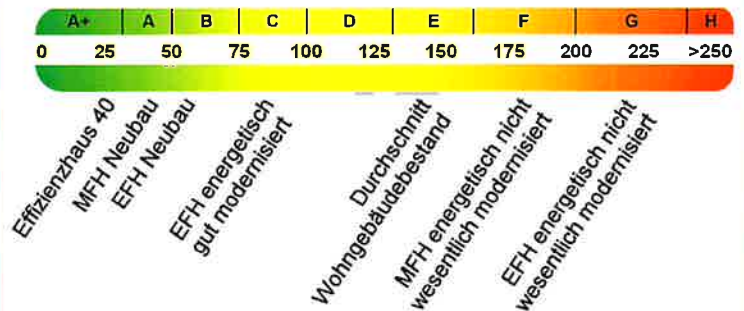 A+ A B C D E F G H
0 25 50 75 100 125 150 175 200 225 >250
Effizienzhaus 40
MFH Neubau
EFH Neubau
EFH energetisch
gut modernisiert
Durchschnitt
Wohngebäudebestand
MFH energetisch nicht
wesentlich modernisiert
EFH energetisch nicht
wesentlich modernisiert